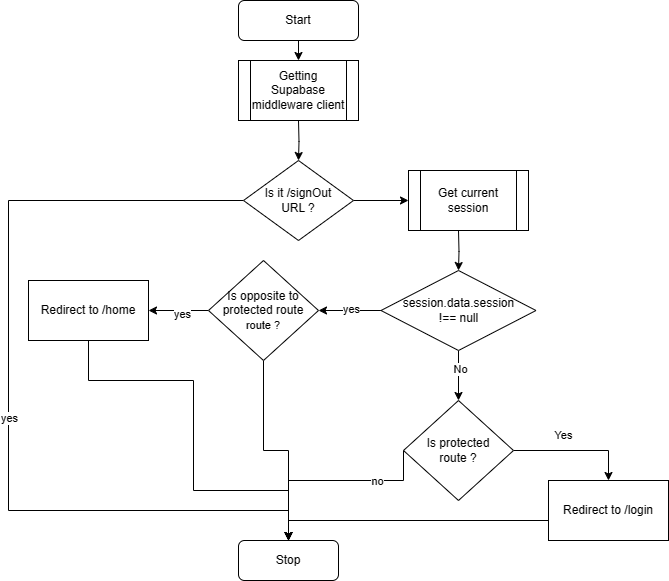 Start
Getting
Supabase
middleware client
Is it /signOut
URL ?
Get current
session
session.data.session
!== null
yes
Is opposite to
protected route
route ?
yes
Redirect to /home
No
yes
Is protected
route ?
Yes
no
Redirect to /login
Stop